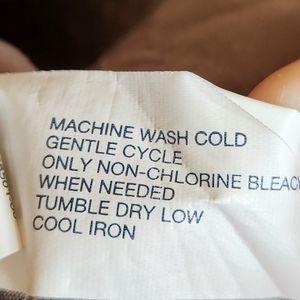 MACHINE WASH COLD
GENTLE CYCLE
ONLY NON-CHLORINE BLEAC
WHEN NEEDED
TUMBLE DRY LOW
COOL IRON